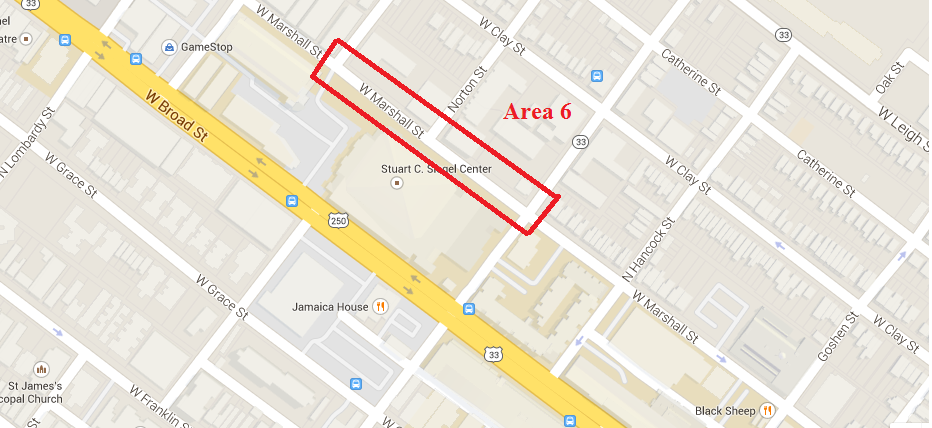 33
W Marshall St
W Clay St
33
nel
atre
GameStop
Catherine St
Oak St
W Marshall St
Norton St
Area 6
W Broad St
33
W Leigh S
N Lombardy St
W Grace St
Stuart C. Siegel Center
W Clay St
Catherine St
250
N Hancock St
W Grace St
Jamaica House
W Marshall St
W Clay St
Goshen St
33
St James's
copal Church
W Franklin S
Black Sheep